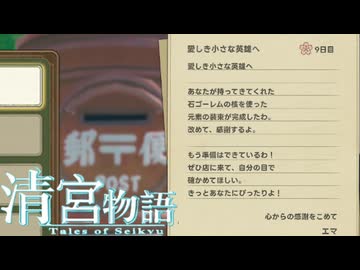 愛しき小さな英雄へ
9日目
愛しき小さな英雄へ
あなたが持ってきてくれた
石ゴーレムの核を使った
元素の装束が完成したわ。
改めて、感謝するよ。
もう準備はできているわ!
ぜひ店に来て、自分の目で
確かめてほしい。
きっとあなたにぴったりよ!
心からの感謝をこめて
エマ
郵〒便
POST
清宮物語
Tales of Seikyu